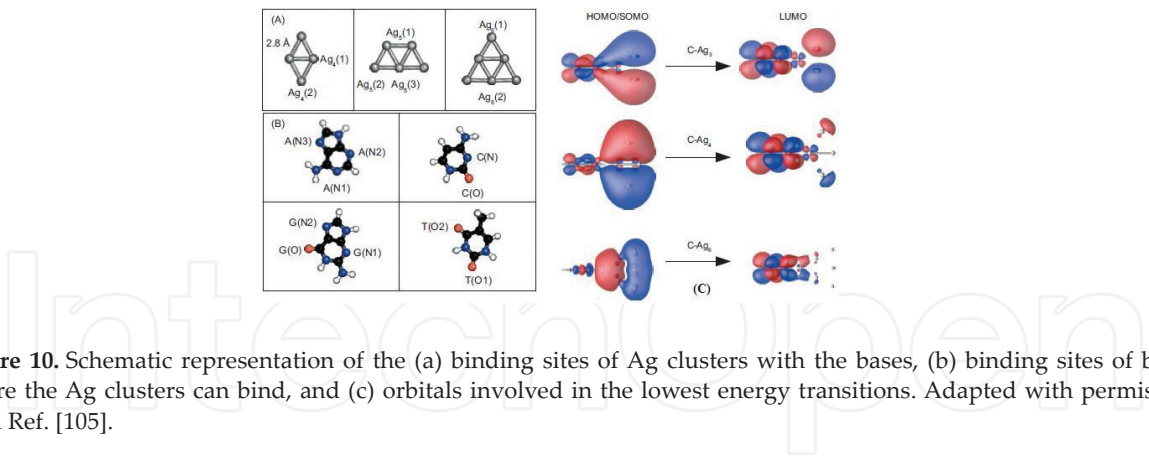 (A)
2.8 Å
Ag4(1)
Ag4(2)
Ag5(1)
Ag5(2) Ag5(3)
Ag6(1)
Ag6(2)
(B)
A(N3)
A(N2)
A(N1)
C(N)
C(O)
G(N2)
G(O)
G(N1)
T(O2)
T(O1)
HOMO/SOMO LUMO
C-Ag3
C-Ag4
C-Ag6
(C)
IntechOpen
re 10. Schematic representation of the (a) binding sites of Ag clusters with the bases, (b) binding sites of b
re the Ag clusters can bind, and (c) orbitals involved in the lowest energy transitions. Adapted with permis
Ref. [105].